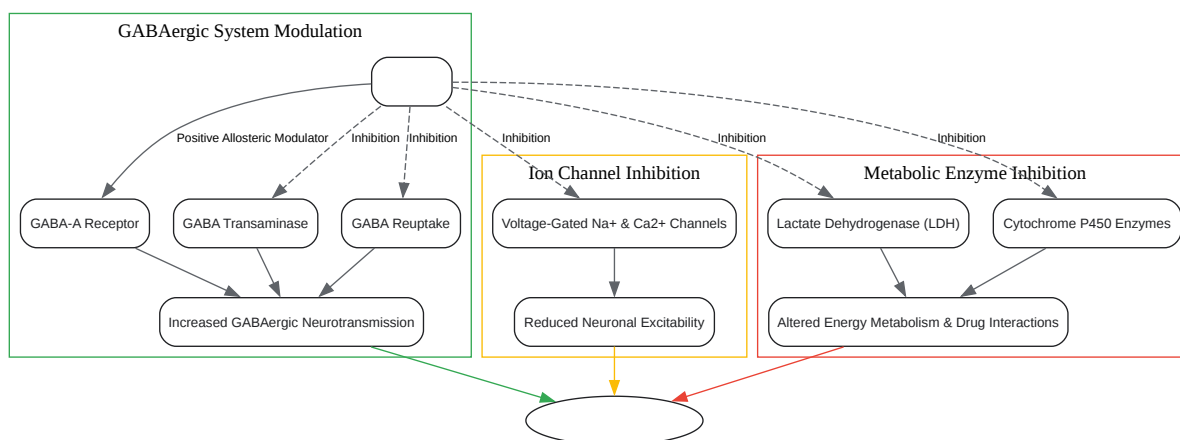 GABAergic System Modulation
Positive Allosteric Modulator
Inhibition
Inhibition
Inhibition
Inhibition
Inhibition
Ion Channel Inhibition
Metabolic Enzyme Inhibition
GABA-A Receptor
GABA Transaminase
GABA Reuptake
Voltage-Gated Na+ & Ca2+ Channels
Lactate Dehydrogenase (LDH)
Cytochrome P450 Enzymes
Increased GABAergic Neurotransmission
Reduced Neuronal Excitability
Altered Energy Metabolism & Drug Interactions